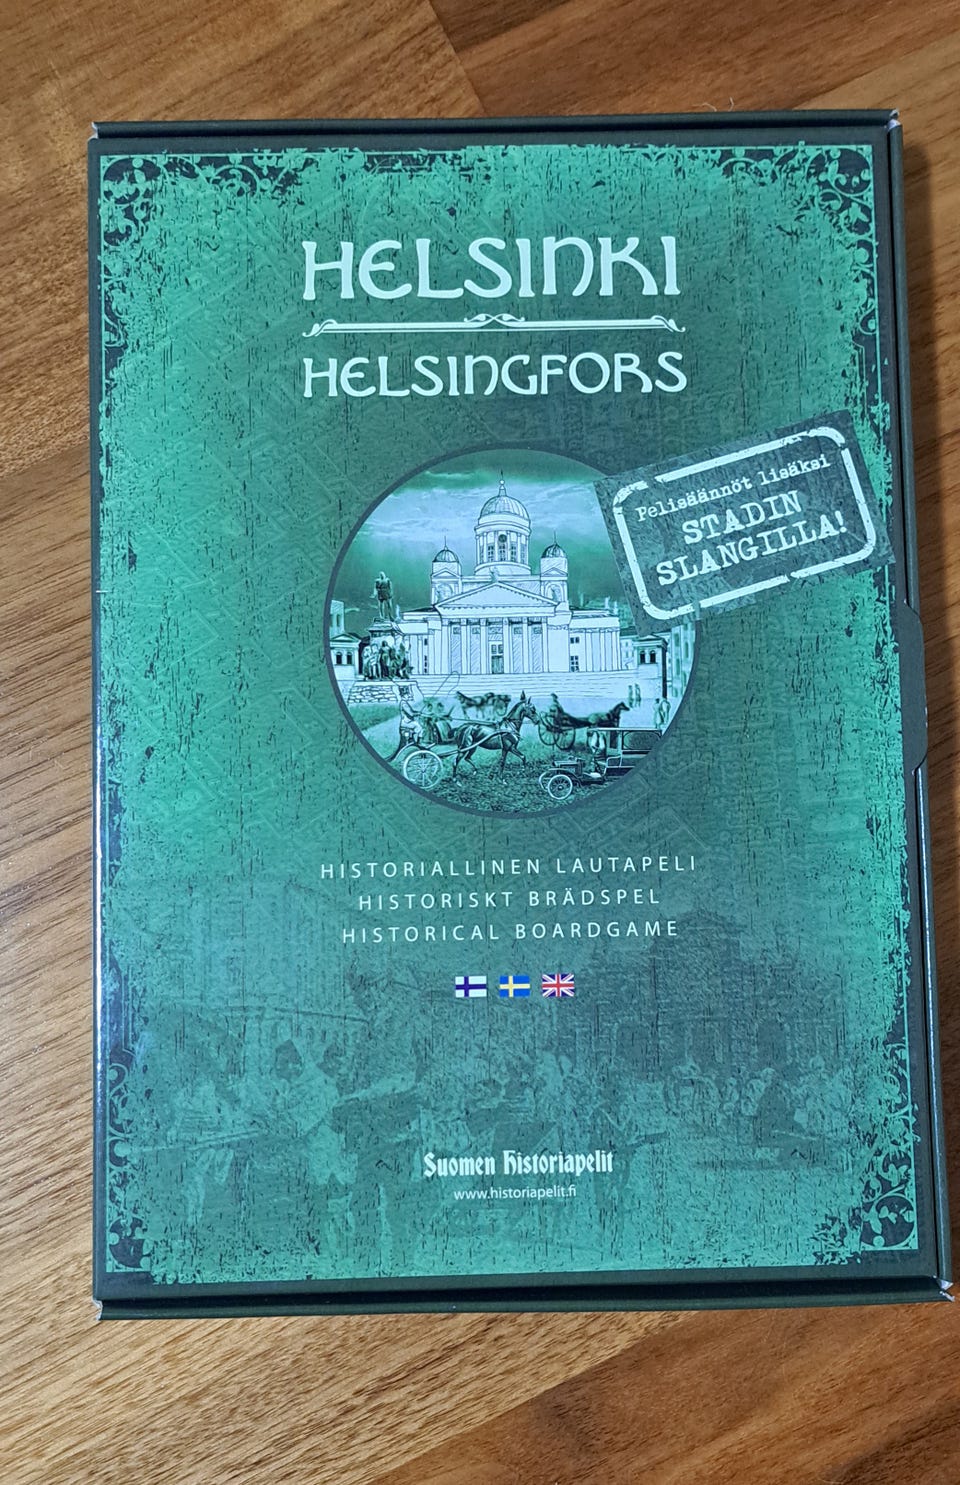 HELSINKI
HELSINGFORS
Pelisäännöt lisäksi
STADIN
SLANGILLA!
HISTORIALLINEN LAUTAPELI
HISTORISKT BRÄDSPEL
HISTORICAL BOARDGAME
Suomen Historiapelit
www.historiapelit.fi